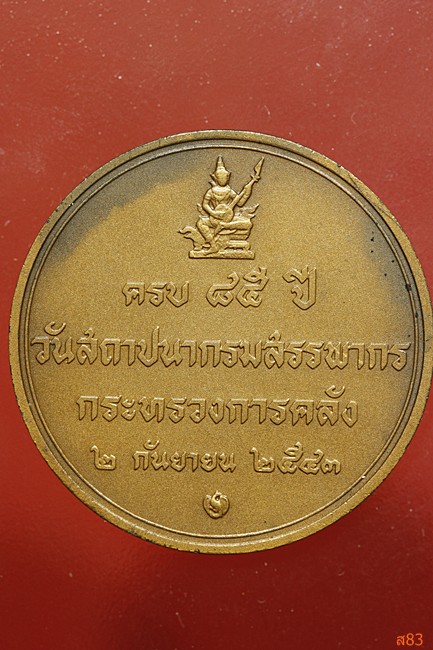 ครบ ๘๕ ปี
วันสถาปนากรมสรรพากร
กระทรวงการคลัง
๒ กันยายน ๒๕๔๓
ส83